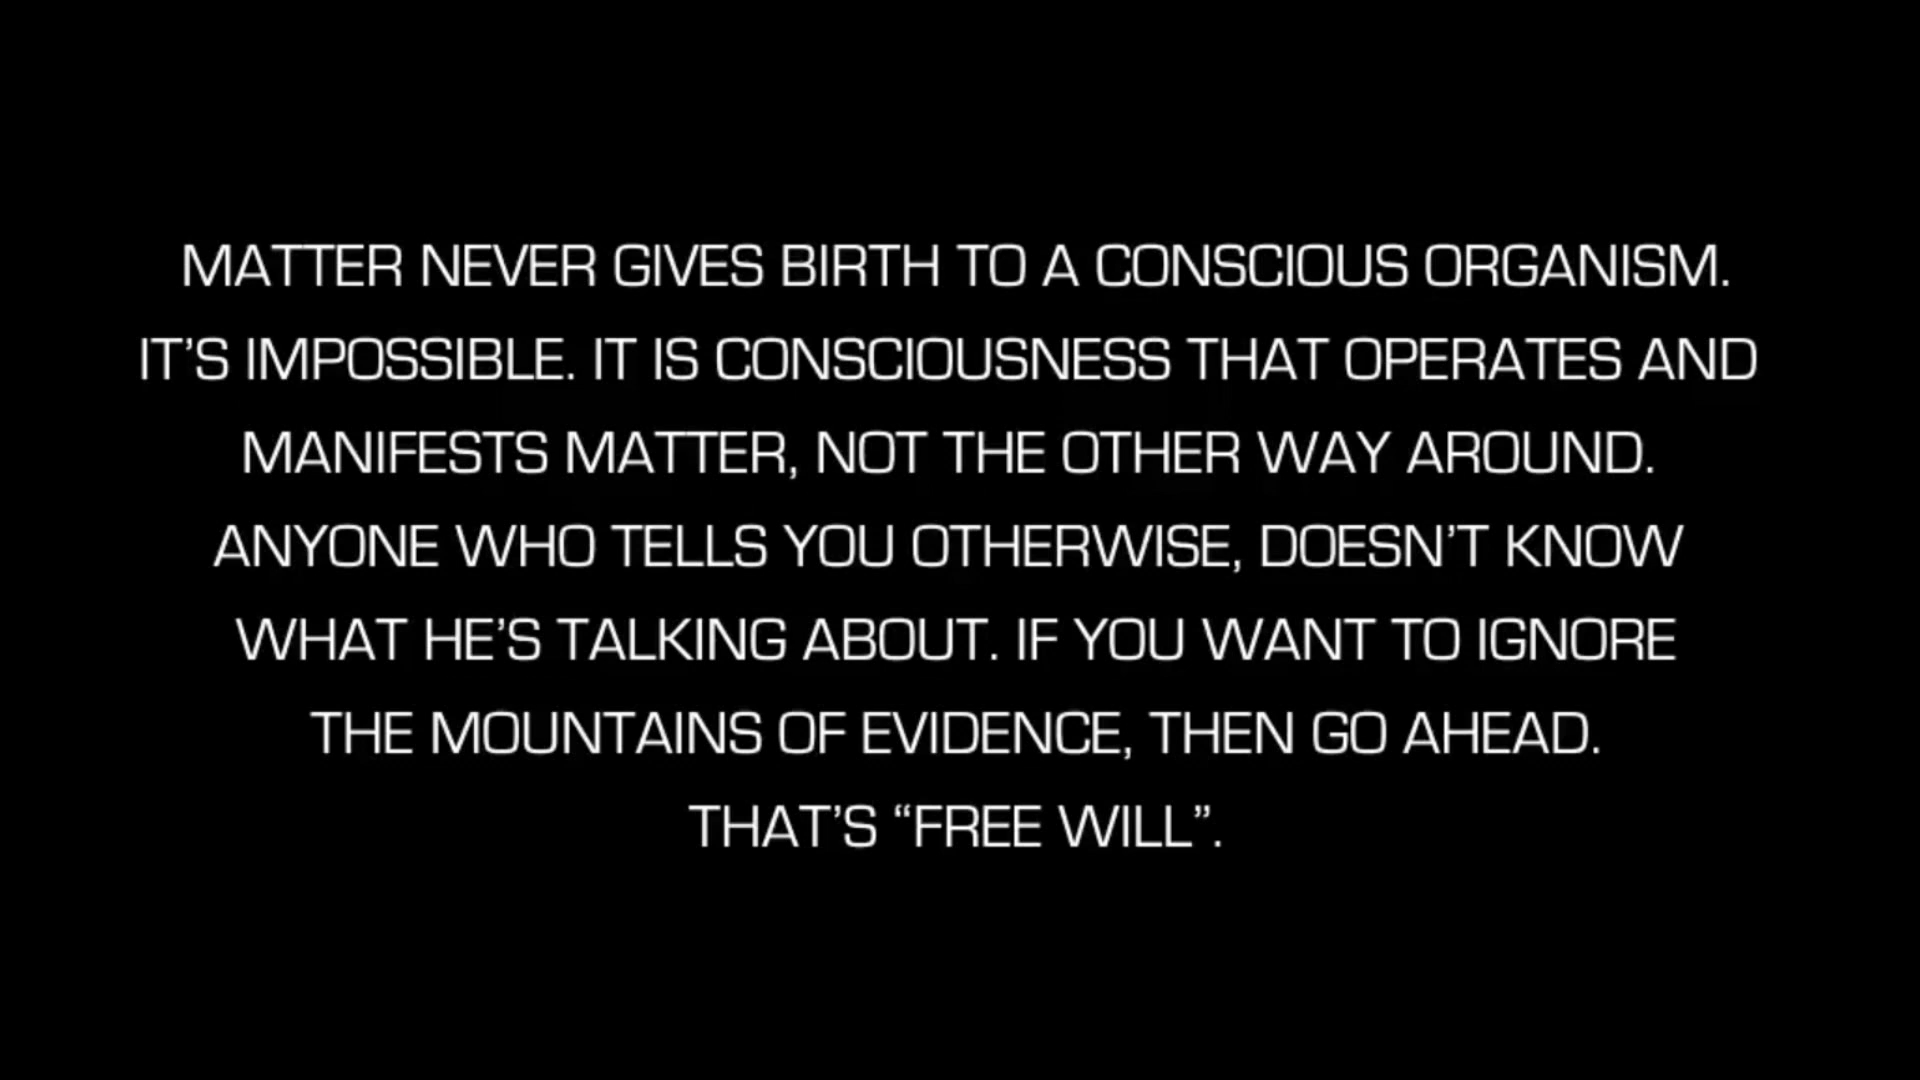 MATTER NEVER GIVES BIRTH TO A CONSCIOUS ORGANISM.
IT’S IMPOSSIBLE. IT IS CONSCIOUSNESS THAT OPERATES AND
MANIFESTS MATTER, NOT THE OTHER WAY AROUND.
ANYONE WHO TELLS YOU OTHERWISE, DOESN’T KNOW
WHAT HE’S TALKING ABOUT. IF YOU WANT TO IGNORE
THE MOUNTAINS OF EVIDENCE, THEN GO AHEAD.
THAT’S “FREE WILL”.